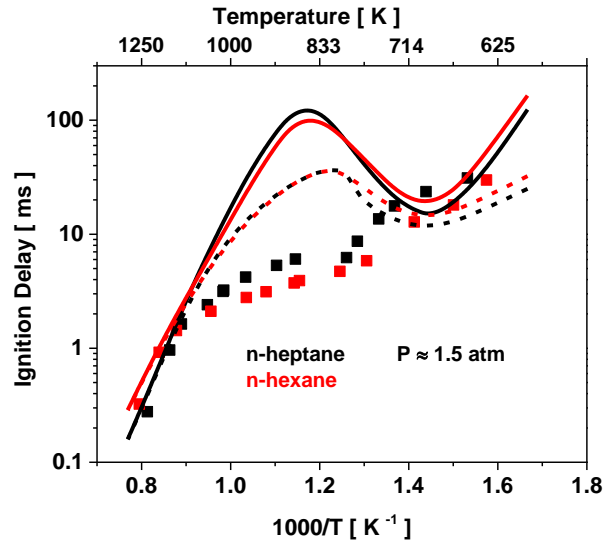 Temperature [ K ]
1250 1000 833 714 625
100
10
1
0.1
Ignition Delay [ ms ]
n-heptane P ≈ 1.5 atm
n-hexane
0.8 1.0 1.2 1.4 1.6 1.8
1000/T [ K⁻¹ ]